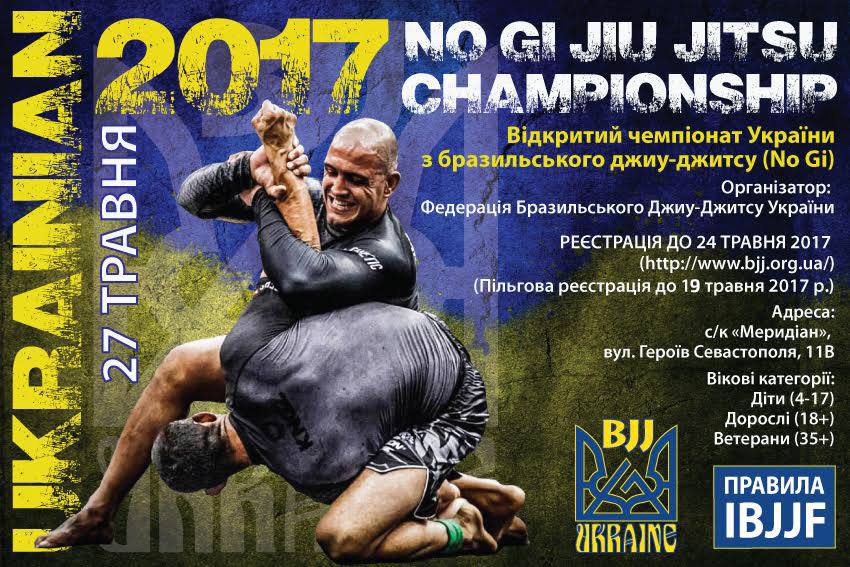 UKRAINIAN
2017
NO GI JIU JITSU
CHAMPIONSHIP
27 ТРАВНЯ
Відкритий чемпіонат України
з бразильського джиу-джитсу (No Gi)
Організатор:
Федерація Бразильського Джиу-Джитсу України
РЕЄСТРАЦІЯ ДО 24 ТРАВНЯ 2017
(http://www.bjj.org.ua/)
(Пільгова реєстрація до 19 травня 2017 р.)
Адреса:
с/к «Меридіан»,
вул. Героїв Севастополя, 11В
Вікові категорії:
Діти (4-17)
Дорослі (18+)
Ветерани (35+)
BJJ
UKRAINE
ПРАВИЛА
IBJJF